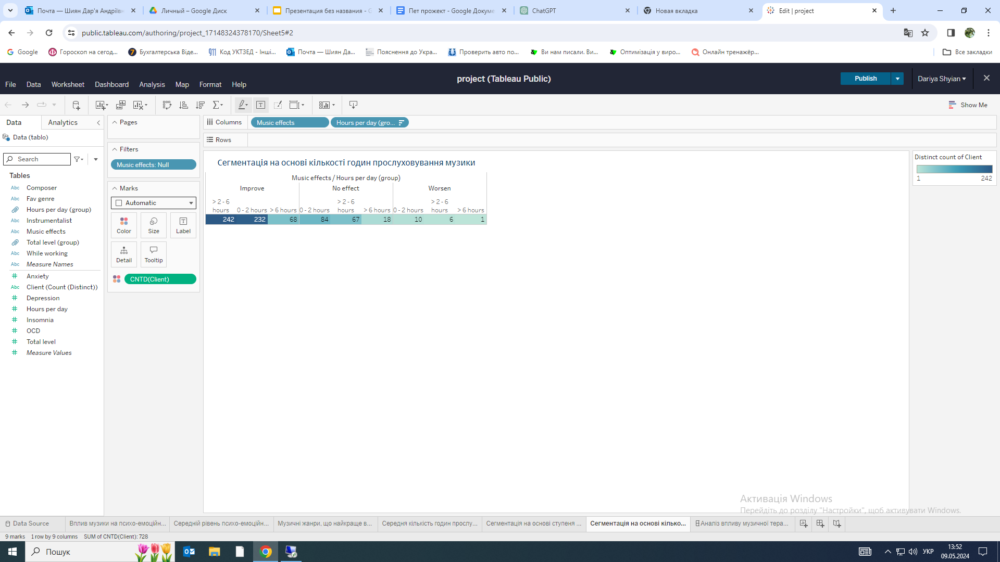 Почта — Шиян Дар'я Андріївн
Личный – Google Диск
Презентация без названия - G
Пет прожект - Google Докуме
ChatGPT
Новая вкладка
Edit | project
public.tableau.com/authoring/project_17148324378170/Sheet5#2
Google
Гороскоп на сегод...
Бухгалтерська Віде...
Код УКТЗЕД - Інші...
Почта — Шиян Да...
Пояснення до Укра...
Проверить авто по...
Ви нам писали. Ви...
Оптимізація у виро...
Онлайн тренажёр...
Все закладки
File Data Worksheet Dashboard Analysis Map Format Help
project (Tableau Public)
Publish
Dariya Shyian
Show Me
Data Analytics
Data (tablo)
Search
Tables
Abc Composer
Abc Fav genre
Hours per day (group)
Abc Instrumentalist
Abc Music effects
Total level (group)
Abc While working
Abc Measure Names
Anxiety
Abc Client (Count (Distinct))
Depression
Hours per day
Insomnia
OCD
Total level
Measure Values
Pages
Filters
Music effects: Null
Marks
Automatic
Color Size Label
Detail Tooltip
CNTD(Client)
Columns Music effects Hours per day (gro...
Rows
Сегментація на основі кількості годин прослуховування музики
Music effects / Hours per day (group)
Improve No effect Worsen
> 2 - 6 hours 0 - 2 hours > 6 hours 0 - 2 hours > 2 - 6 hours > 6 hours 0 - 2 hours > 2 - 6 hours > 6 hours
242 232 68 84 67 18 10 6 1
Distinct count of Client
1 242
Активація Windows
Перейдіть до розділу "Настройки", щоб активувати Windows.
Data Source
Вплив музики на психо-емоційн...
Середній рівень психо-емоційн...
Музичні жанри, що найкраще в...
Середня кількість годин прослу...
Сегментація на основі ступеня ...
Сегментація на основі кілько...
Аналіз впливу музичної тера...
9 marks 1 row by 9 columns SUM of CNTD(Client): 728
Пошук
УКР
13:52
09.05.2024